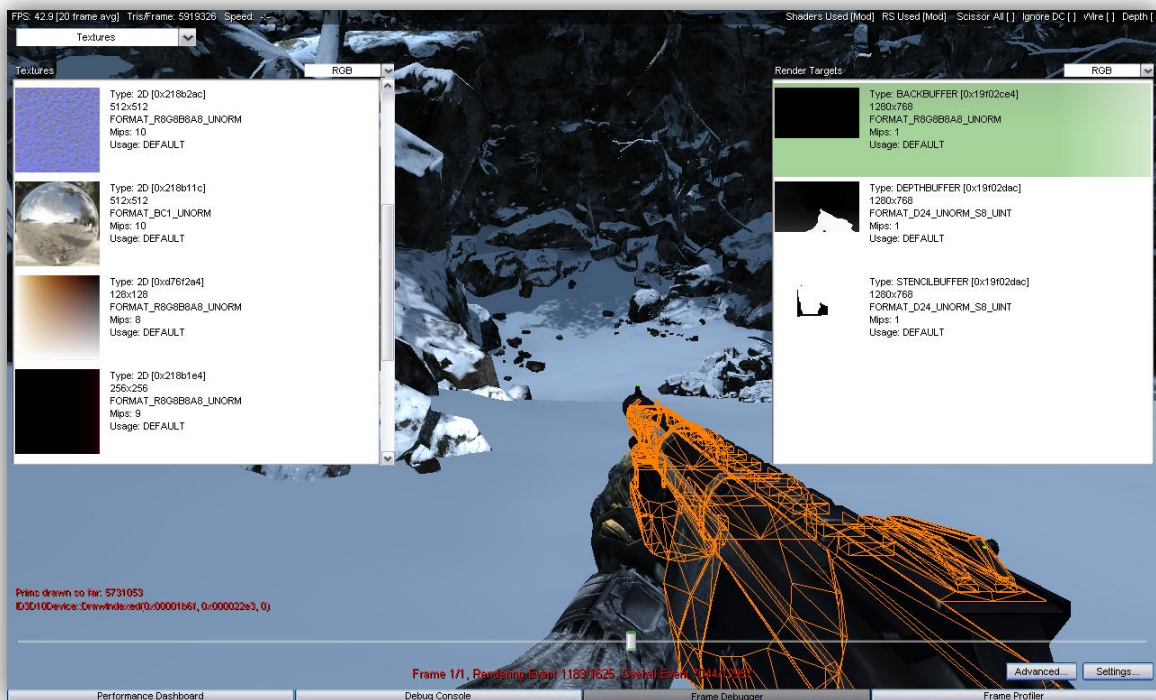 FPS: 42.9 [20 frame avg]  Tris/Frame: 5919326  Speed: -:-
Shaders Used [Mod]  RS Used [Mod]  Scissor All [ ]  Ignore DC [ ]  Wire [ ]  Depth [
Textures
Textures
RGB
Type: 2D [0x218b2ac]
512x512
FORMAT_R8G8B8A8_UNORM
Mips: 10
Usage: DEFAULT
Type: 2D [0x218b11c]
512x512
FORMAT_BC1_UNORM
Mips: 10
Usage: DEFAULT
Type: 2D [0xd76f2a4]
128x128
FORMAT_R8G8B8A8_UNORM
Mips: 8
Usage: DEFAULT
Type: 2D [0x218b1e4]
256x256
FORMAT_R8G8B8A8_UNORM
Mips: 9
Usage: DEFAULT
Render Targets
RGB
Type: BACKBUFFER [0x19f02ce4]
1280x768
FORMAT_R8G8B8A8_UNORM
Mips: 1
Usage: DEFAULT
Type: DEPTHBUFFER [0x19f02dac]
1280x768
FORMAT_D24_UNORM_S8_UINT
Mips: 1
Usage: DEFAULT
Type: STENCILBUFFER [0x19f02dac]
1280x768
FORMAT_D24_UNORM_S8_UINT
Mips: 1
Usage: DEFAULT
Prims drawn so far: 5731053
ID3D10Device::DrawIndexed(0x00001b6f, 0x000022e3, 0)
Frame 1/1, Rendering Event 1183/1625, Overall Event
Advanced...
Settings...
Performance Dashboard
Debug Console
Frame Debugger
Frame Profiler